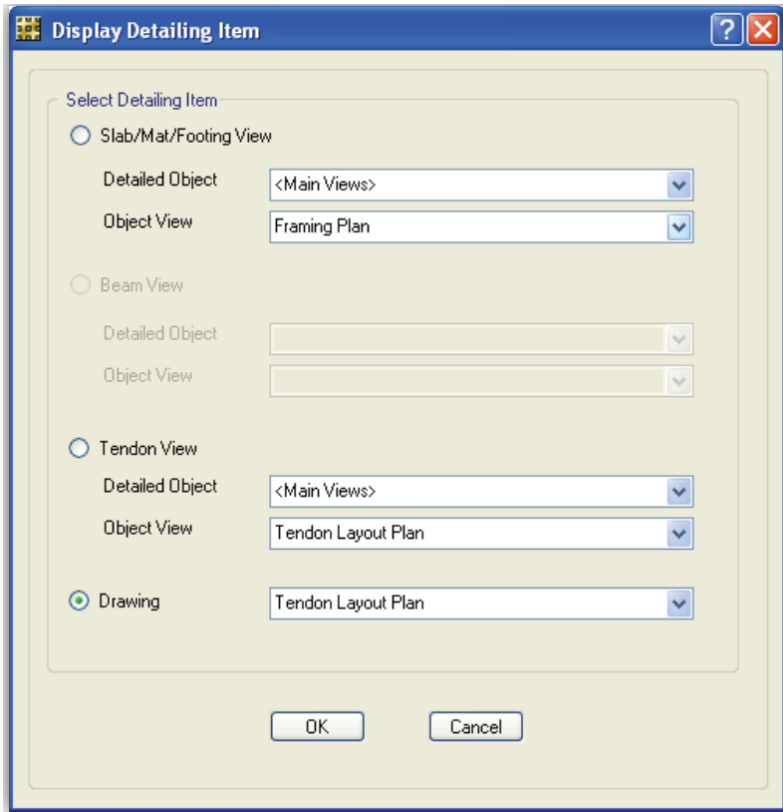 Display Detailing Item
Select Detailing Item
Slab/Mat/Footing View
Detailed Object <Main Views>
Object View Framing Plan
Beam View
Detailed Object
Object View
Tendon View
Detailed Object <Main Views>
Object View Tendon Layout Plan
Drawing Tendon Layout Plan
OK Cancel